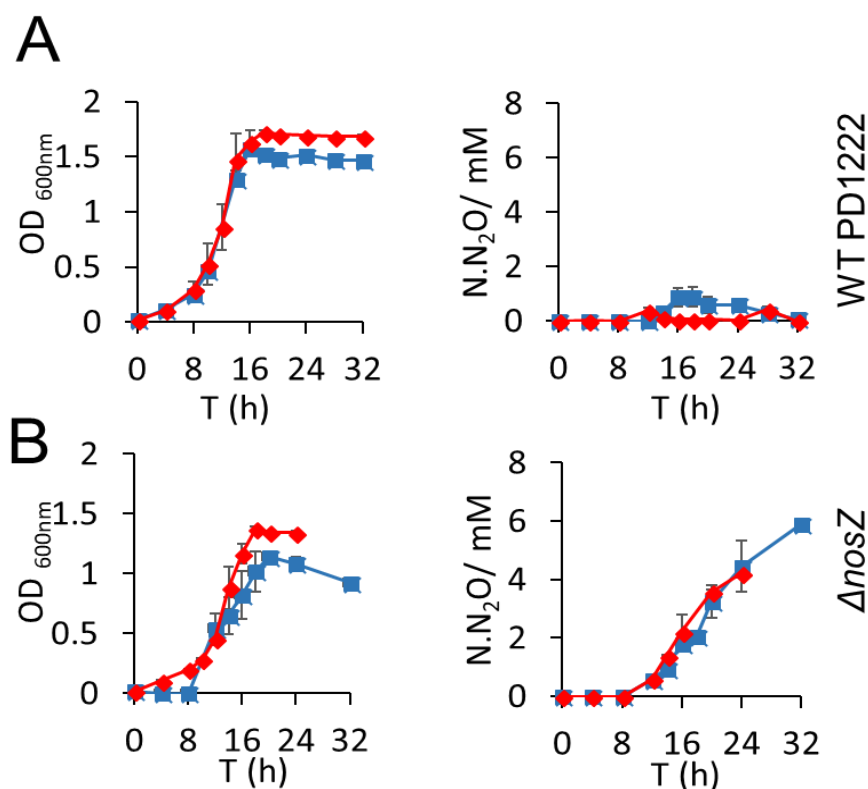 A
OD 600nm
2
1.5
1
0.5
0
0 8 16 24 32
T (h)
N.N₂O/ mM
8
6
4
2
0
0 8 16 24 32
T (h)
WT PD1222
B
OD 600nm
2
1.5
1
0.5
0
0 8 16 24 32
T (h)
N.N₂O/ mM
8
6
4
2
0
0 8 16 24 32
T (h)
ΔnosZ